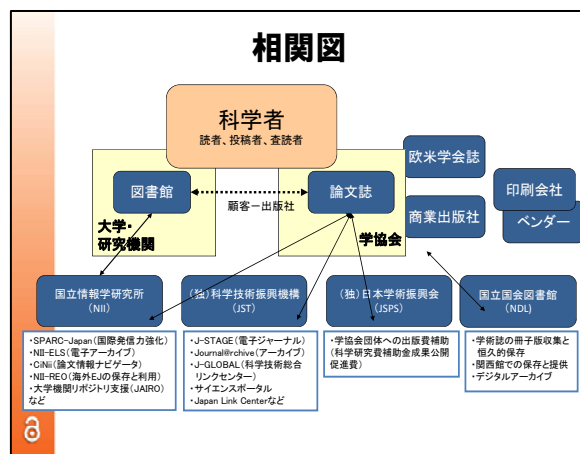 相関図
科学者
読者、投稿者、査読者
欧米学会誌
図書館
論文誌
印刷会社
顧客ー出版社
商業出版社
ベンダー
大学・
研究機関
学協会
国立情報学研究所
(NII)
(独)科学技術振興機構
(JST)
(独)日本学術振興会
(JSPS)
国立国会図書館
(NDL)
・SPARC-Japan(国際発信力強化)
・NII-ELS(電子アーカイブ)
・CiNii(論文情報ナビゲータ)
・NII-REO(海外EJの保存と利用)
・大学機関リポジトリ支援(JAIRO)
など
・J-STAGE(電子ジャーナル)
・Journal@rchive(アーカイブ)
・J-GLOBAL(科学技術総合
リンクセンター)
・サイエンスポータル
・Japan Link Centerなど
・学協会団体への出版費補助
(科学研究費補助金成果公開
促進費)
・学術誌の冊子版収集と
恒久的保存
・関西館での保存と提供
・デジタルアーカイブ